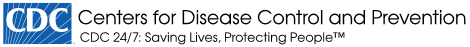 CDC Centers for Disease Control and Prevention
CDC 24/7: Saving Lives, Protecting People™